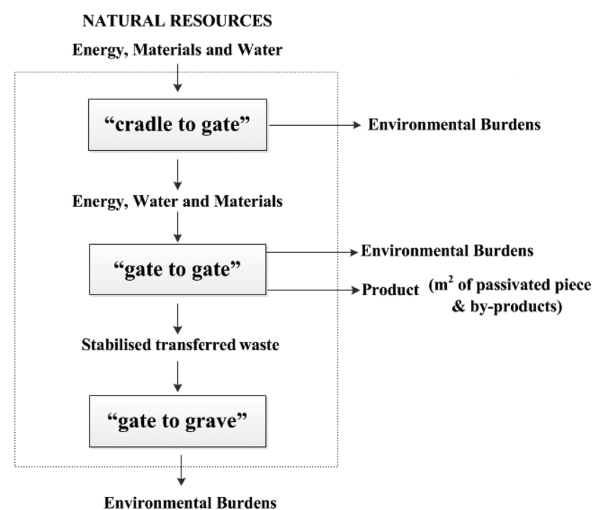 NATURAL RESOURCES
Energy, Materials and Water
“cradle to gate”
Environmental Burdens
Energy, Water and Materials
Environmental Burdens
“gate to gate”
Product (m² of passivated piece
& by-products)
Stabilised transferred waste
“gate to grave”
Environmental Burdens